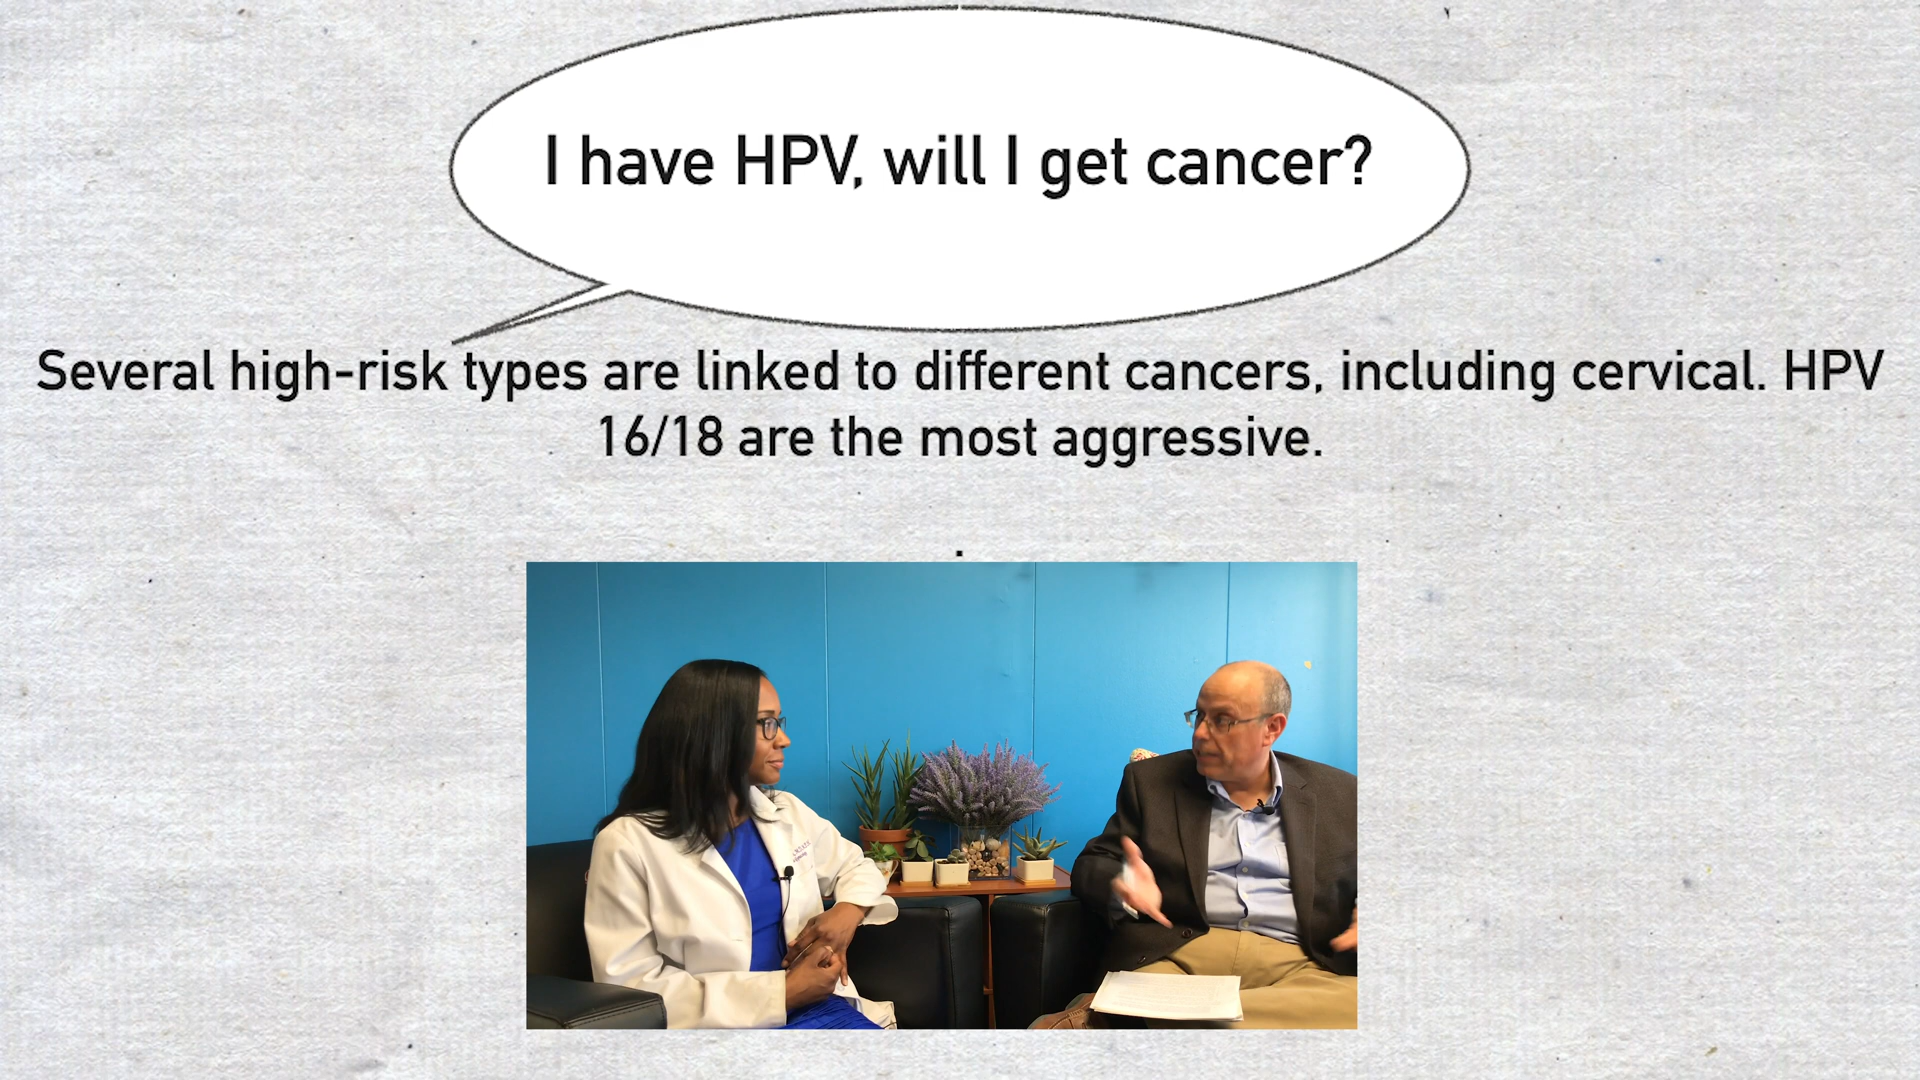 I have HPV, will I get cancer?
Several high-risk types are linked to different cancers, including cervical. HPV
16/18 are the most aggressive.
.